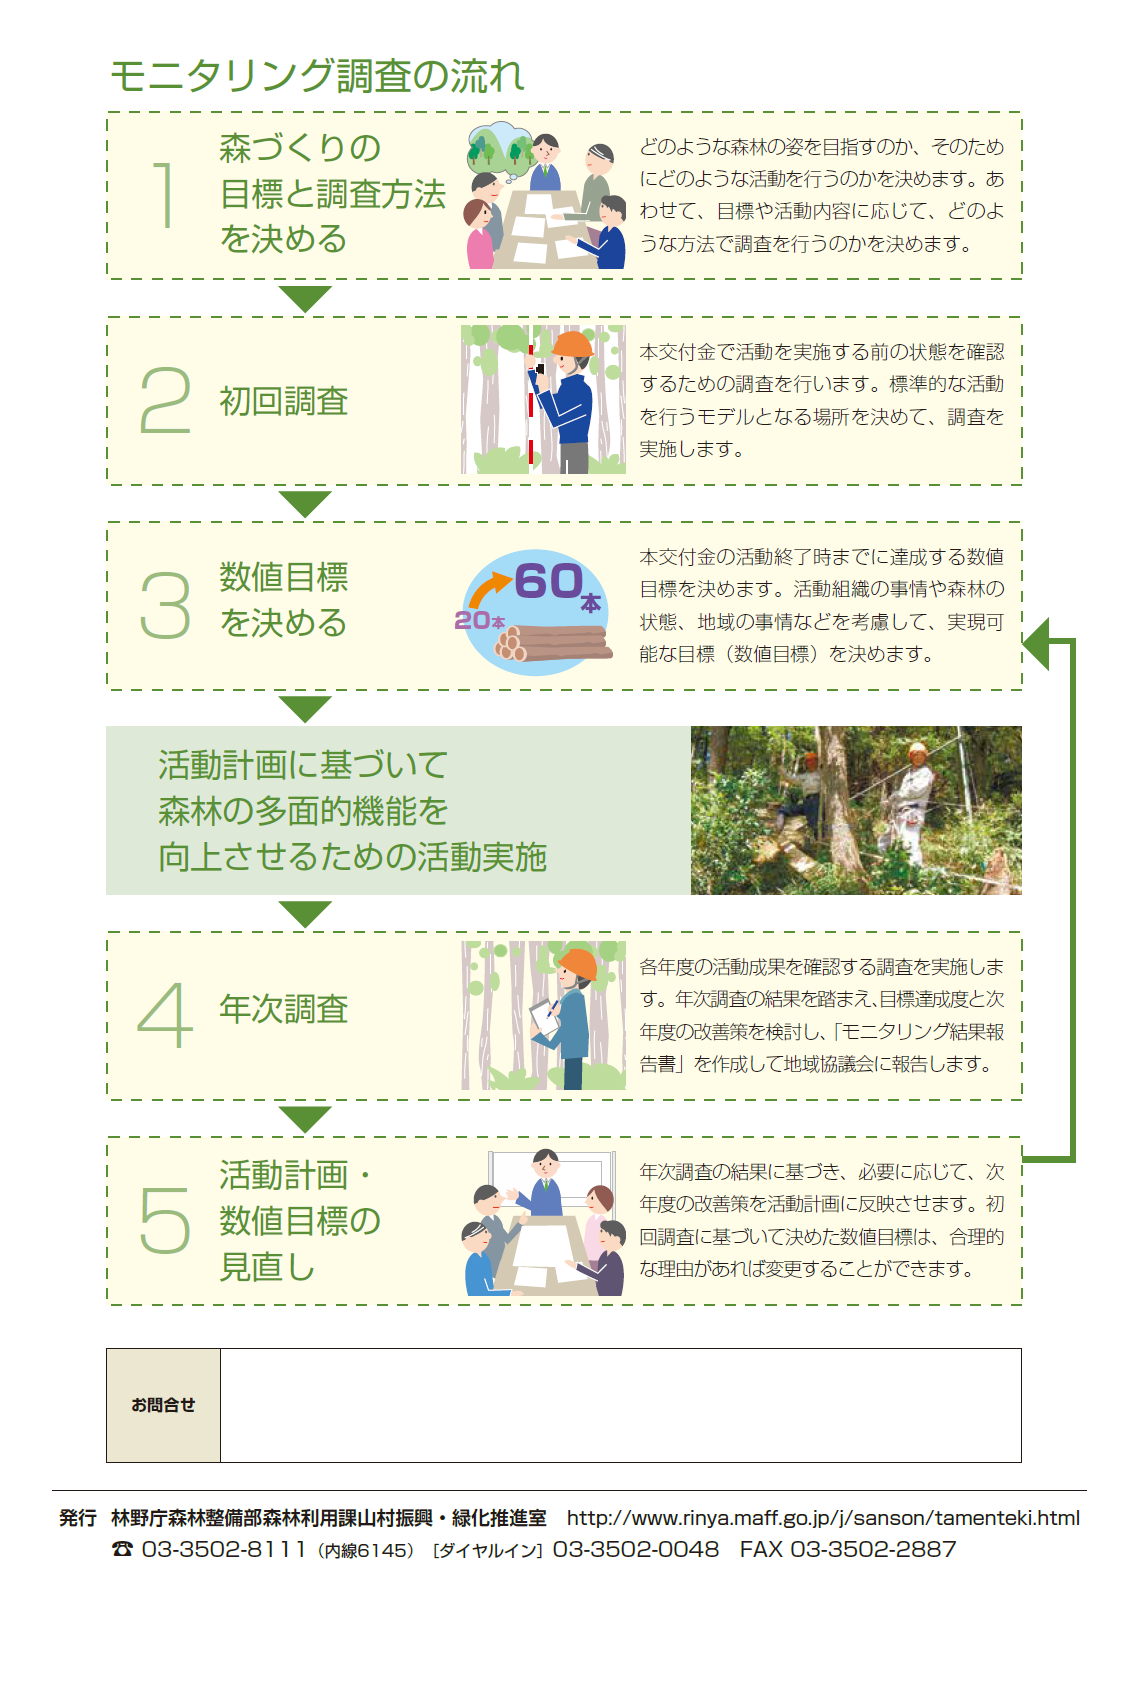 モニタリング調査の流れ
1
森づくりの
目標と調査方法
を決める
どのような森林の姿を目指すのか、そのため
にどのような活動を行うのかを決めます。あ
わせて、目標や活動内容に応じて、どのよ
うな方法で調査を行うのかを決めます。
2
初回調査
本交付金で活動を実施する前の状態を確認
するための調査を行います。標準的な活動
を行うモデルとなる場所を決めて、調査を
実施します。
3
数値目標
を決める
60本
20本
本交付金の活動終了時までに達成する数値
目標を決めます。活動組織の事情や森林の
状態、地域の事情などを考慮して、実現可
能な目標（数値目標）を決めます。
活動計画に基づいて
森林の多面的機能を
向上させるための活動実施
4
年次調査
各年度の活動成果を確認する調査を実施しま
す。年次調査の結果を踏まえ、目標達成度と次
年度の改善策を検討し、「モニタリング結果報
告書」を作成して地域協議会に報告します。
5
活動計画・
数値目標の
見直し
年次調査の結果に基づき、必要に応じて、次
年度の改善策を活動計画に反映させます。初
回調査に基づいて決めた数値目標は、合理的
な理由があれば変更することができます。
お問合せ
発行 林野庁森林整備部森林利用課山村振興・緑化推進室 http://www.rinya.maff.go.jp/j/sanson/tamenteki.html
☎ 03-3502-8111（内線6145）［ダイヤルイン］03-3502-0048 FAX 03-3502-2887